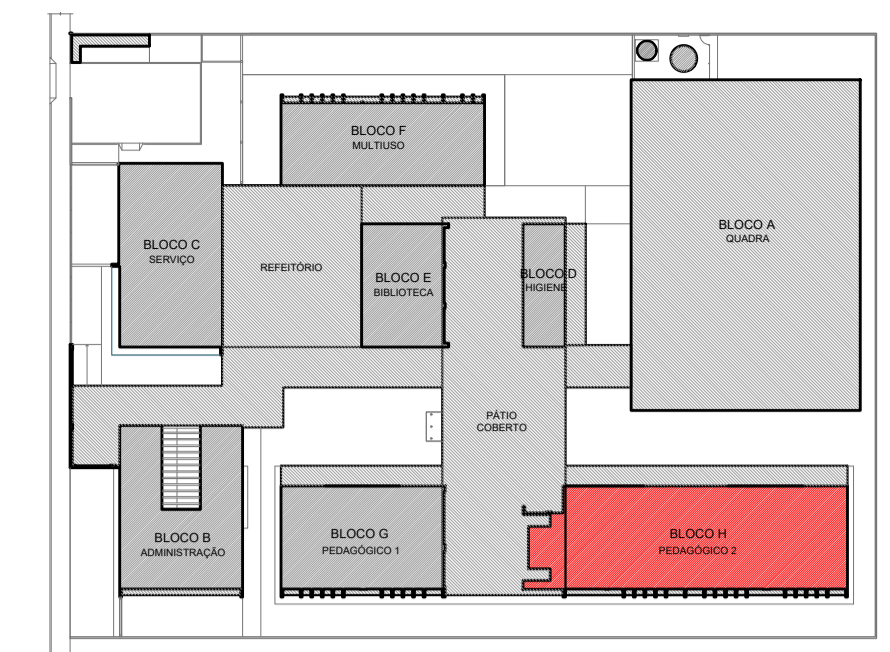 BLOCO F
MULTIUSO
BLOCO A
QUADRA
BLOCO C
SERVIÇO
REFEITÓRIO
BLOCO E
BIBLIOTECA
BLOCO D
HIGIENE
PÁTIO
COBERTO
BLOCO B
ADMINISTRAÇÃO
BLOCO G
PEDAGÓGICO 1
BLOCO H
PEDAGÓGICO 2